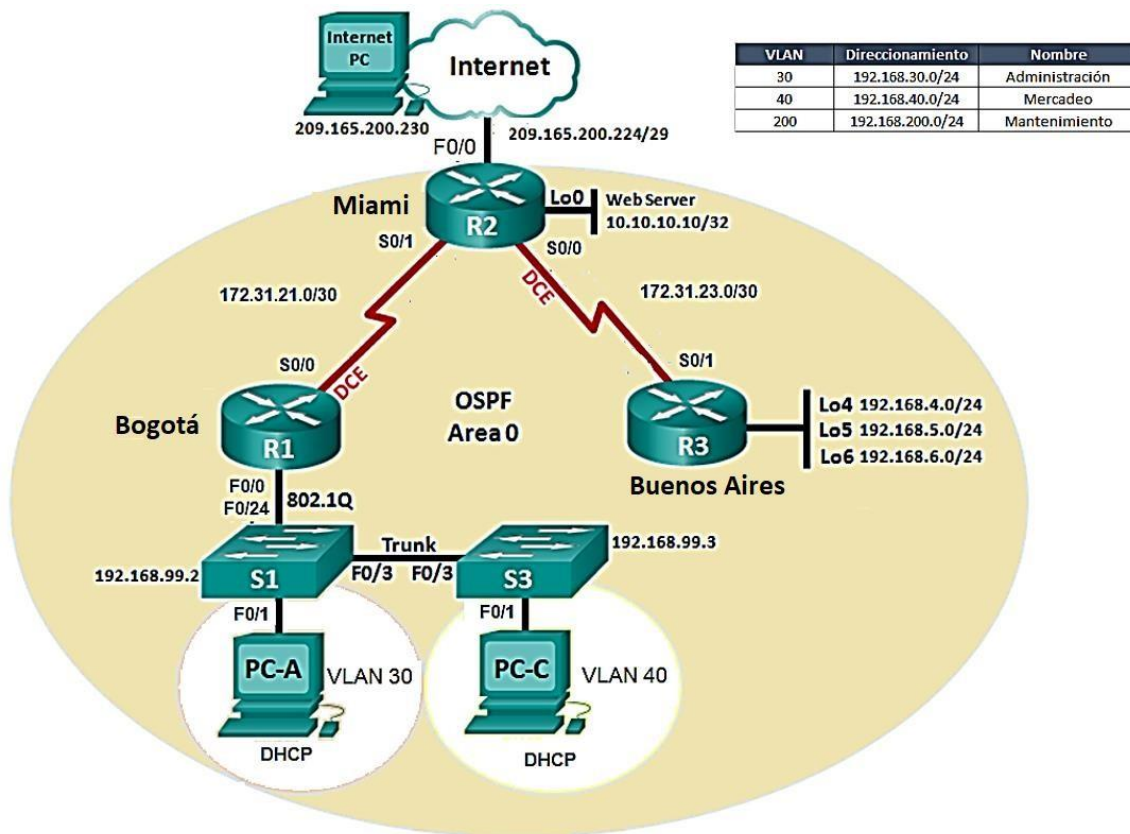 Internet
PC
Internet
209.165.200.230
209.165.200.224/29
F0/0
VLAN Direccionamiento Nombre
30 192.168.30.0/24 Administración
40 192.168.40.0/24 Mercadeo
200 192.168.200.0/24 Mantenimiento
Miami
R2
Lo0
Web Server
10.10.10.10/32
S0/1
S0/0
DCE
172.31.21.0/30
172.31.23.0/30
S0/0
DCE
S0/1
Bogotá
R1
OSPF
Area 0
R3
Buenos Aires
Lo4 192.168.4.0/24
Lo5 192.168.5.0/24
Lo6 192.168.6.0/24
F0/0
F0/24
802.1Q
192.168.99.2
S1
Trunk
F0/3 F0/3
S3
192.168.99.3
F0/1
F0/1
PC-A
VLAN 30
DHCP
PC-C
VLAN 40
DHCP